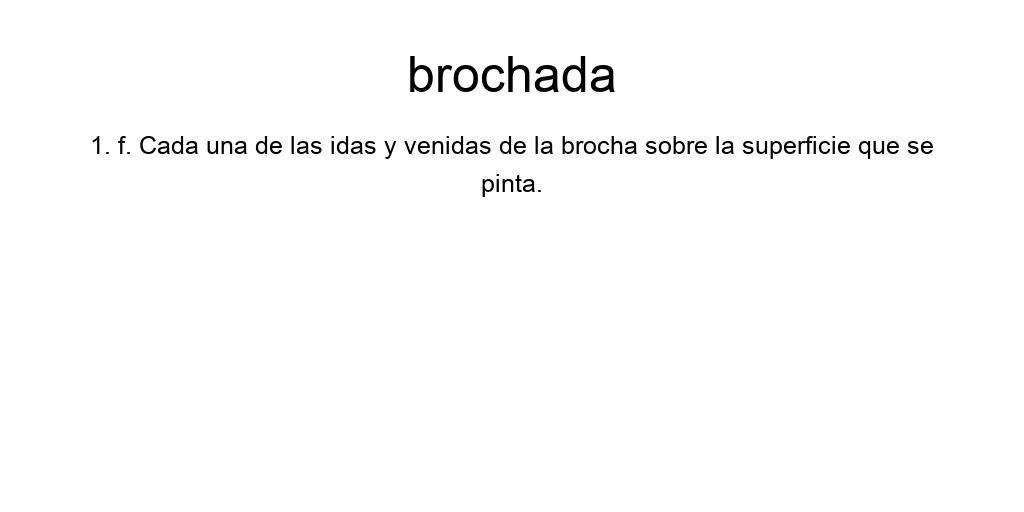 brochada
1. f. Cada una de las idas y venidas de la brocha sobre la superficie que se
pinta.